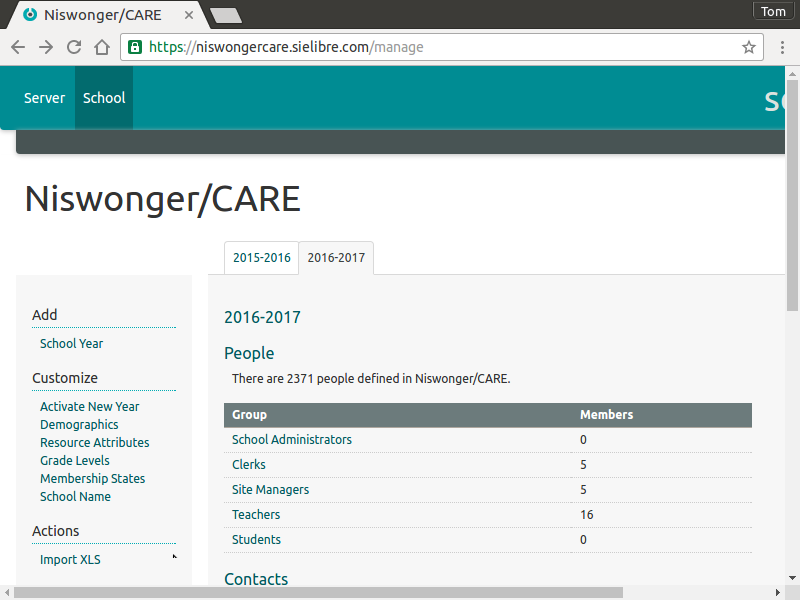 Niswonger/CARE
Tom
https://niswongercare.sielibre.com/manage
Server
School
Niswonger/CARE
2015-2016
2016-2017
Add
School Year
Customize
Activate New Year
Demographics
Resource Attributes
Grade Levels
Membership States
School Name
Actions
Import XLS
2016-2017
People
There are 2371 people defined in Niswonger/CARE.
Group Members
School Administrators 0
Clerks 5
Site Managers 5
Teachers 16
Students 0
Contacts